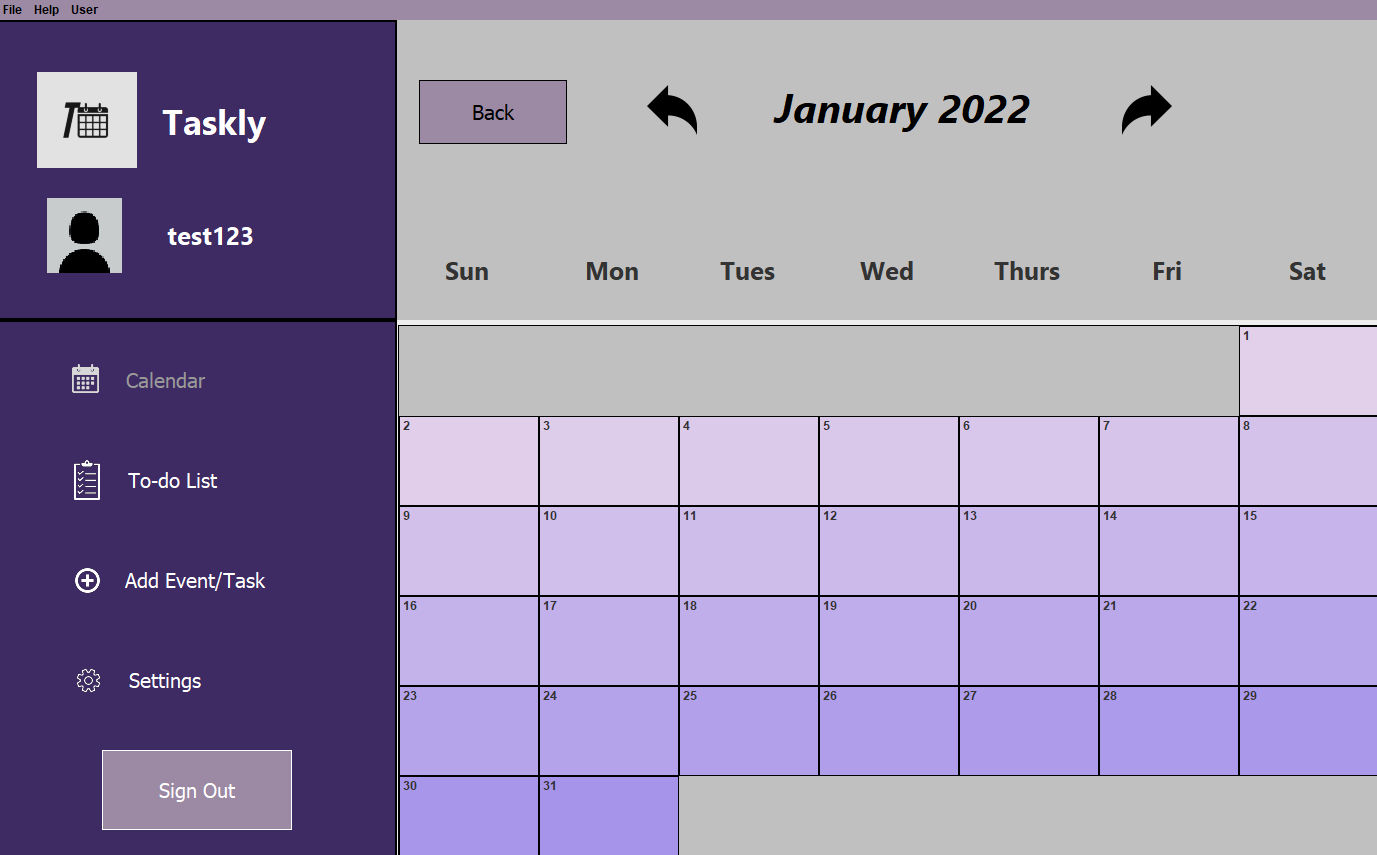 File Help User
Taskly
test123
Calendar
To-do List
Add Event/Task
Settings
Sign Out
Back
January 2022
Sun Mon Tues Wed Thurs Fri Sat
1
2 3 4 5 6 7 8
9 10 11 12 13 14 15
16 17 18 19 20 21 22
23 24 25 26 27 28 29
30 31